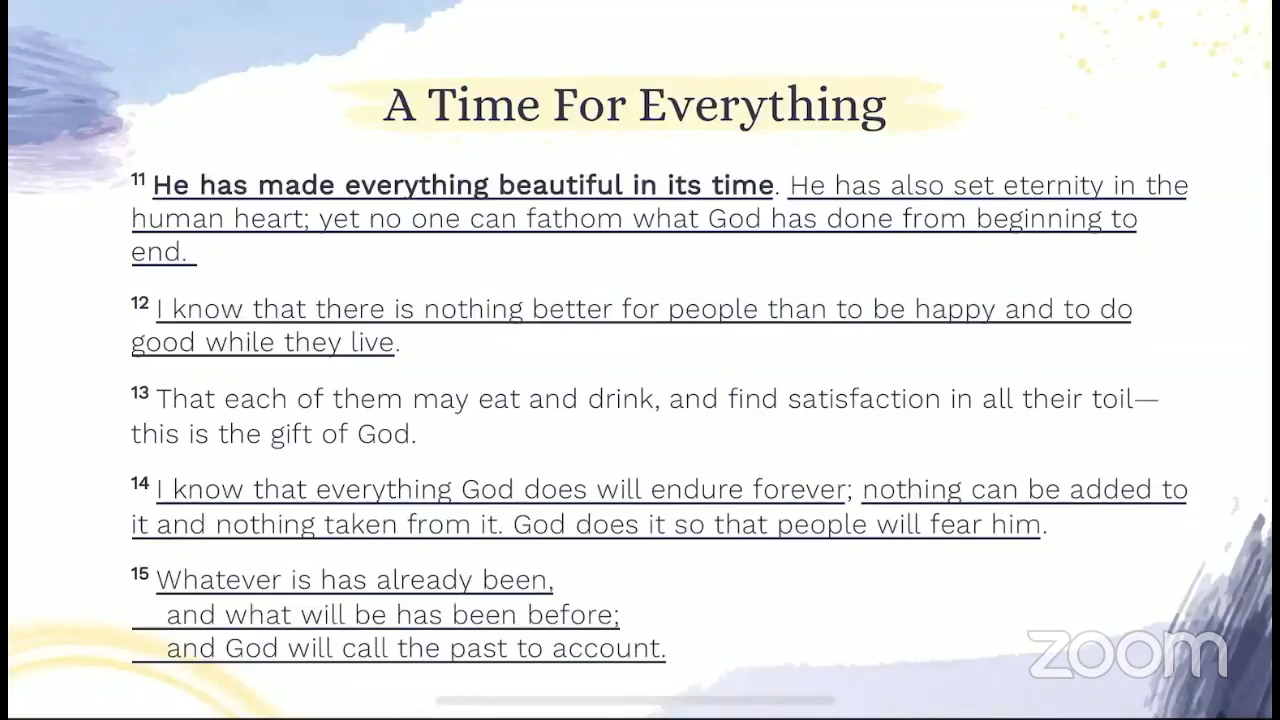 A Time For Everything
11 He has made everything beautiful in its time. He has also set eternity in the
human heart; yet no one can fathom what God has done from beginning to
end.
12 I know that there is nothing better for people than to be happy and to do
good while they live.
13 That each of them may eat and drink, and find satisfaction in all their toil—
this is the gift of God.
14 I know that everything God does will endure forever; nothing can be added to
it and nothing taken from it. God does it so that people will fear him.
15 Whatever is has already been,
and what will be has been before;
and God will call the past to account.
zoom